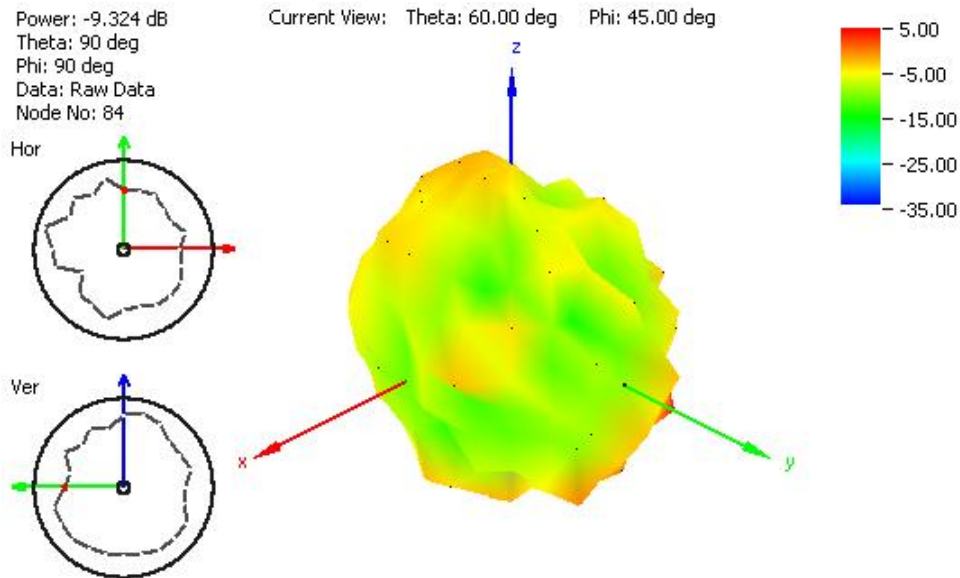 Power: -9.324 dB
Theta: 90 deg
Phi: 90 deg
Data: Raw Data
Node No: 84
Current View: Theta: 60.00 deg Phi: 45.00 deg
Hor
Ver
z
x
y
5.00
-5.00
-15.00
-25.00
-35.00